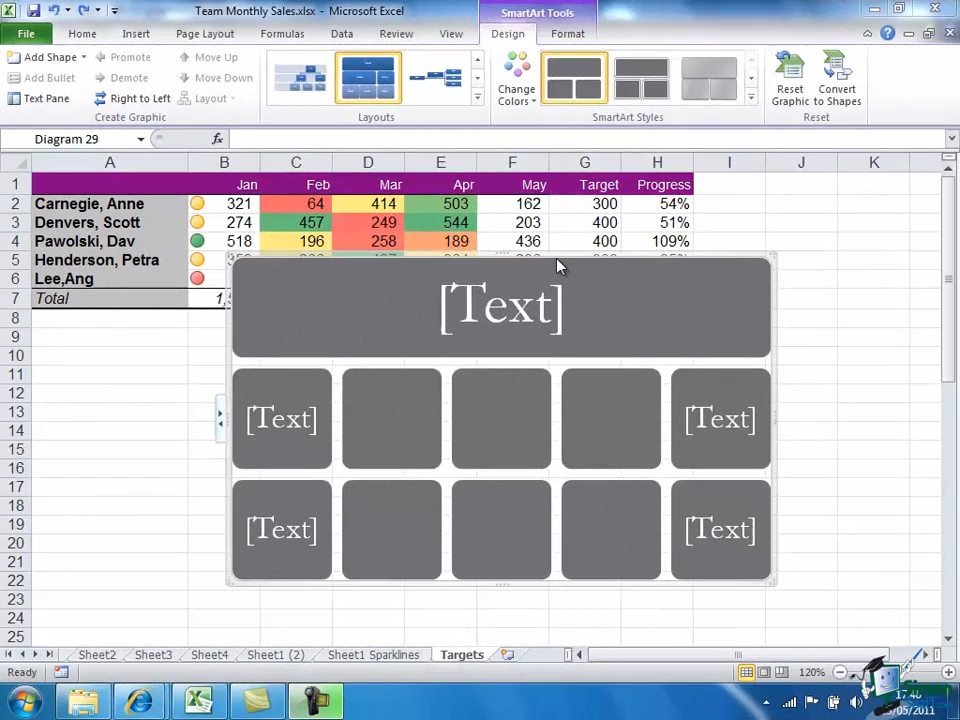 Team Monthly Sales.xlsx - Microsoft Excel
SmartArt Tools
File Home Insert Page Layout Formulas Data Review View Design Format
Add Shape Promote Move Up
Add Bullet Demote Move Down
Text Pane Right to Left Layout
Create Graphic
Layouts
Change Colors
SmartArt Styles
Reset Graphic
Convert to Shapes
Reset
Diagram 29
fx
A B C D E F G H I J K
1 Jan Feb Mar Apr May Target Progress
2 Carnegie, Anne 321 64 414 503 162 300 54%
3 Denvers, Scott 274 457 249 544 203 400 51%
4 Pawolski, Dav 518 196 258 189 436 400 109%
5 Henderson, Petra
6 Lee,Ang
7 Total
8
9
10
11
12
13
14
15
16
17
18
19
20
21
22
23
24
25
[Text]
[Text] [Text]
[Text] [Text]
Sheet2 Sheet3 Sheet4 Sheet1 (2) Sheet1 Sparklines Targets
Ready
120%
17:46